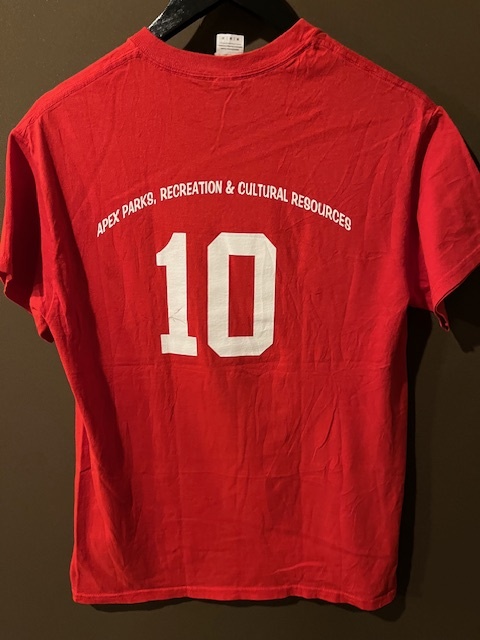 APEX PARKS, RECREATION & CULTURAL RESOURCES
10